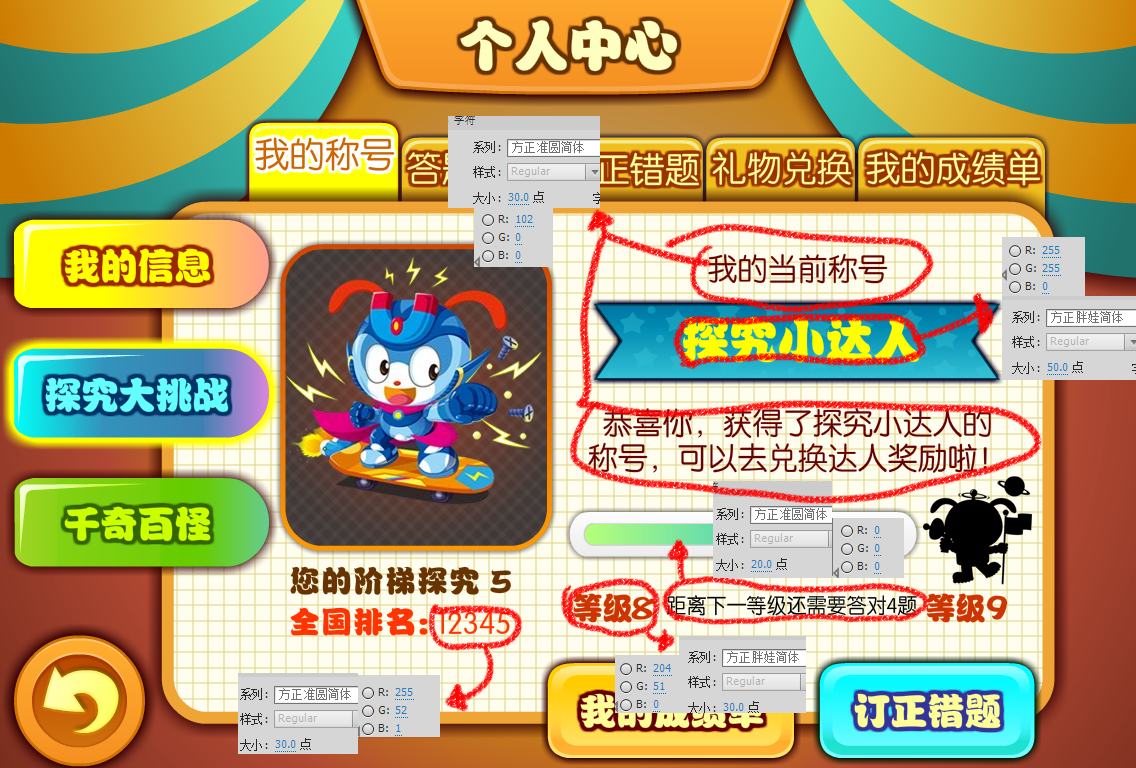 个人中心
字符
系列： 方正准圆简体
样式： Regular
大小： 30.0 点 字
R: 102
G: 0
B: 0
我的称号
正错题
礼物兑换
我的成绩单
我的信息
探究大挑战
千奇百怪
我的当前称号
R: 255
G: 255
B: 0
系列： 方正胖娃简体
样式： Regular
大小： 50.0 点
探究小达人
恭喜你，获得了探究小达人的
称号，可以去兑换达人奖励啦！
系列： 方正准圆简体
样式： Regular
大小： 20.0 点
R: 0
G: 0
B: 0
您的阶梯探究 5
全国排名:12345
等级8
距离下一等级还需要答对4题
等级9
系列： 方正准圆简体
样式： Regular
大小： 30.0 点
R: 255
G: 52
B: 1
R: 204
G: 51
B: 0
系列： 方正胖娃简体
样式： Regular
大小： 30.0 点
我的成绩单
订正错题